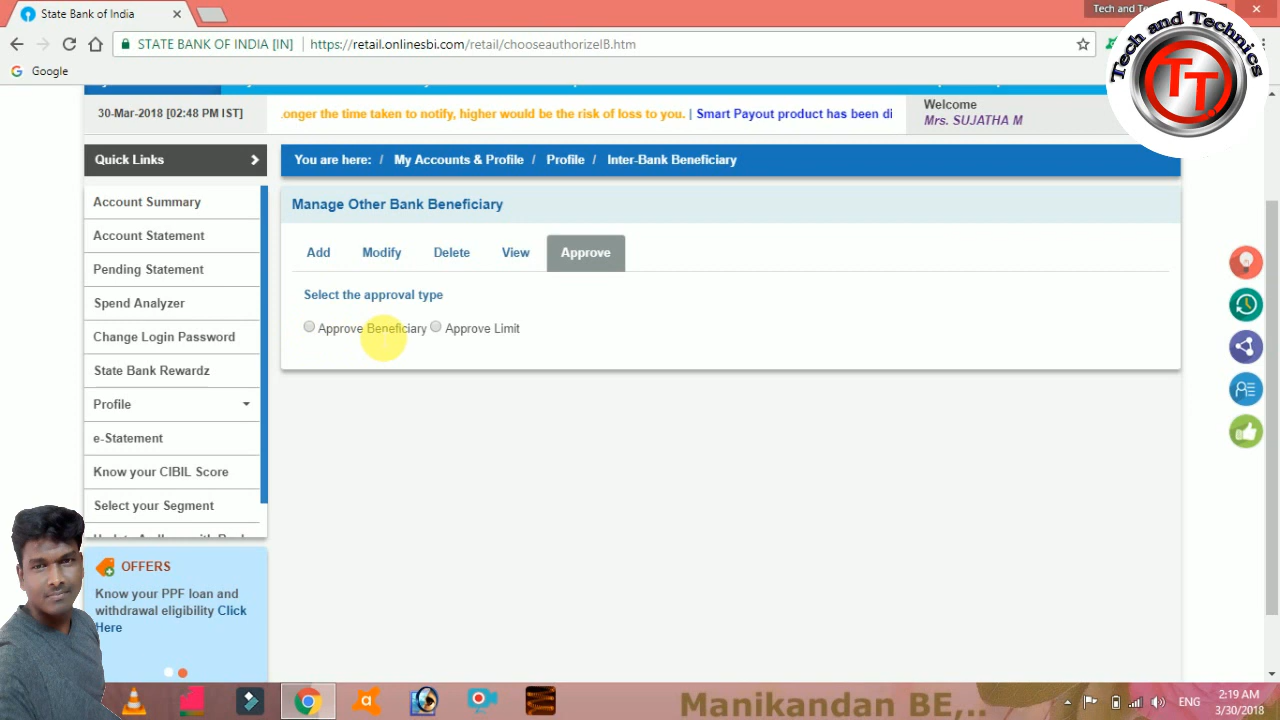 State Bank of India
Tech and Te
STATE BANK OF INDIA [IN] https://retail.onlinesbi.com/retail/chooseauthorizeIB.htm
Google
Tech and Technics
TT
30-Mar-2018 [02:48 PM IST]
onger the time taken to notify, higher would be the risk of loss to you. | Smart Payout product has been di
Welcome
Mrs. SUJATHA M
Quick Links
You are here: / My Accounts & Profile / Profile / Inter-Bank Beneficiary
Account Summary
Account Statement
Pending Statement
Spend Analyzer
Change Login Password
State Bank Rewardz
Profile
e-Statement
Know your CIBIL Score
Select your Segment
Manage Other Bank Beneficiary
Add Modify Delete View Approve
Select the approval type
Approve Beneficiary Approve Limit
OFFERS
Know your PPF loan and
withdrawal eligibility Click
Here
Manikandan BE,..
ENG
2:19 AM
3/30/2018